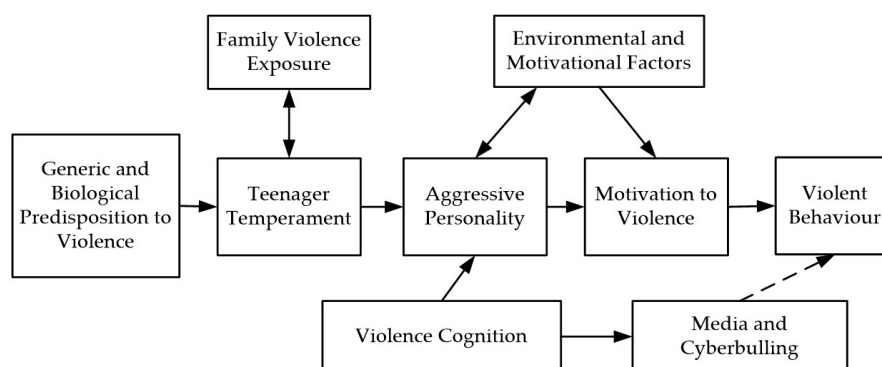 Family Violence
Exposure
Environmental and
Motivational Factors
Generic and
Biological
Predisposition to
Violence
Teenager
Temperament
Aggressive
Personality
Motivation to
Violence
Violent
Behaviour
Violence Cognition
Media and
Cyberbulling